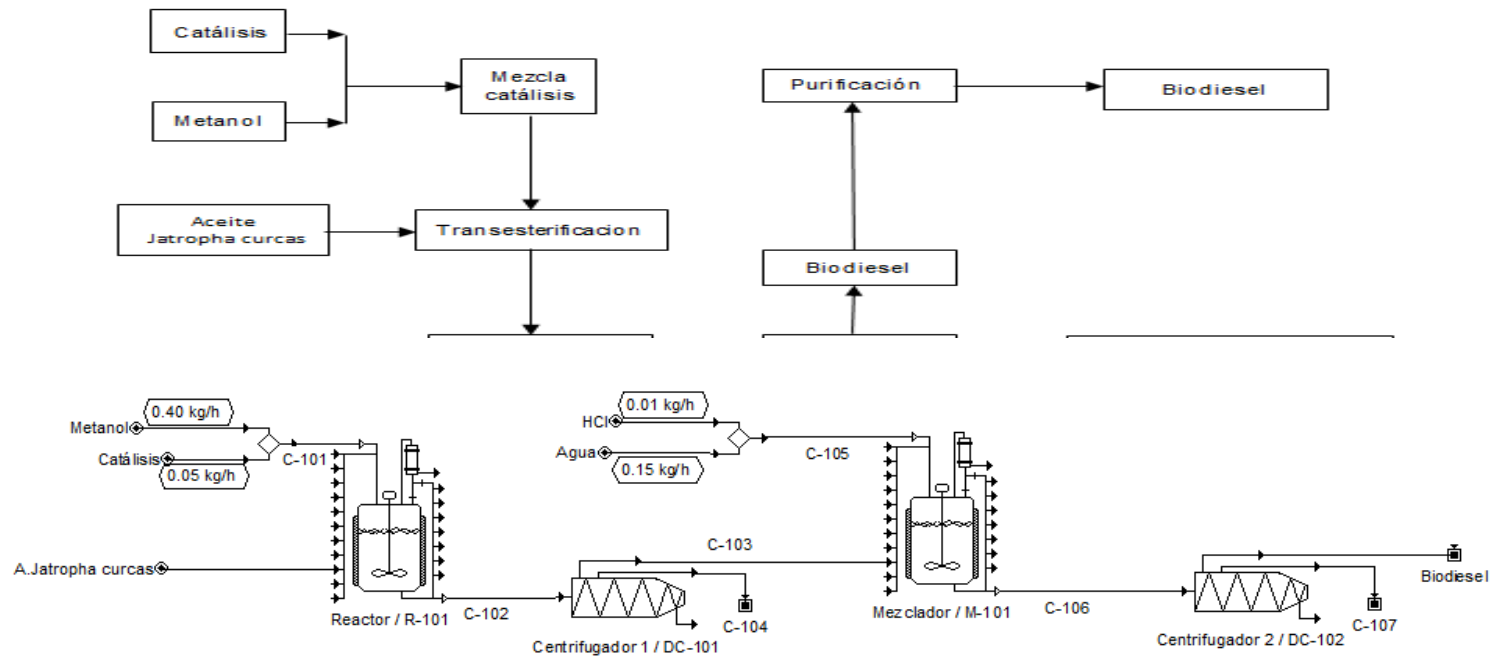 Catálisis
Mezcla
catálisis
Metanol
Purificación
Biodiesel
Aceite
Jatropha curcas
Transesterificacion
Biodiesel
0.40 kg/h
Metanol
Catálisis
0.05 kg/h
C-101
A.Jatropha curcas
Reactor / R-101
C-102
C-103
Centrifugador 1 / DC-101
C-104
0.01 kg/h
HCl
Agua
0.15 kg/h
C-105
Mezclador / M-101
C-106
Centrifugador 2 / DC-102
C-107
Biodiesel